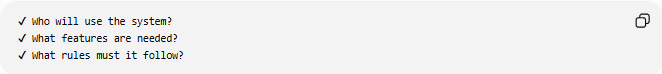 ✓ Who will use the system?
✓ What features are needed?
✓ What rules must it follow?